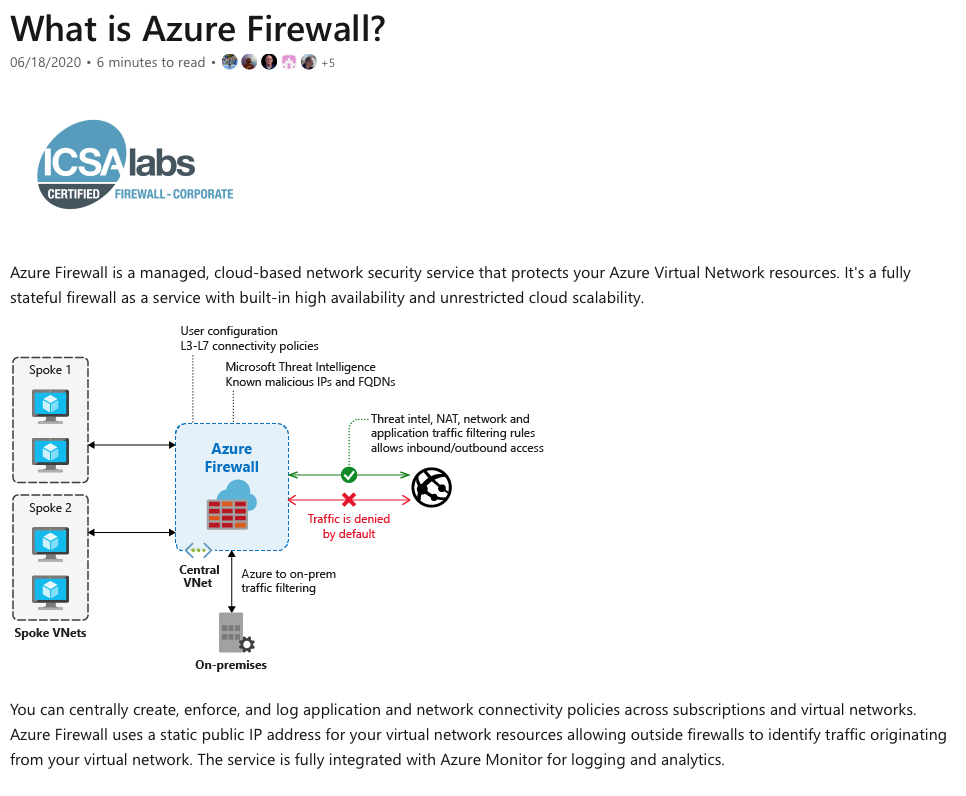 What is Azure Firewall?
06/18/2020 • 6 minutes to read • +5
ICSA labs
CERTIFIED FIREWALL-CORPORATE
Azure Firewall is a managed, cloud-based network security service that protects your Azure Virtual Network resources. It's a fully
stateful firewall as a service with built-in high availability and unrestricted cloud scalability.
User configuration
L3-L7 connectivity policies
Microsoft Threat Intelligence
Known malicious IPs and FQDNs
Spoke 1
Threat intel, NAT, network and
application traffic filtering rules
allows inbound/outbound access
Azure
Firewall
Spoke 2
Traffic is denied
by default
Central
VNet
Azure to on-prem
traffic filtering
Spoke VNets
On-premises
You can centrally create, enforce, and log application and network connectivity policies across subscriptions and virtual networks.
Azure Firewall uses a static public IP address for your virtual network resources allowing outside firewalls to identify traffic originating
from your virtual network. The service is fully integrated with Azure Monitor for logging and analytics.